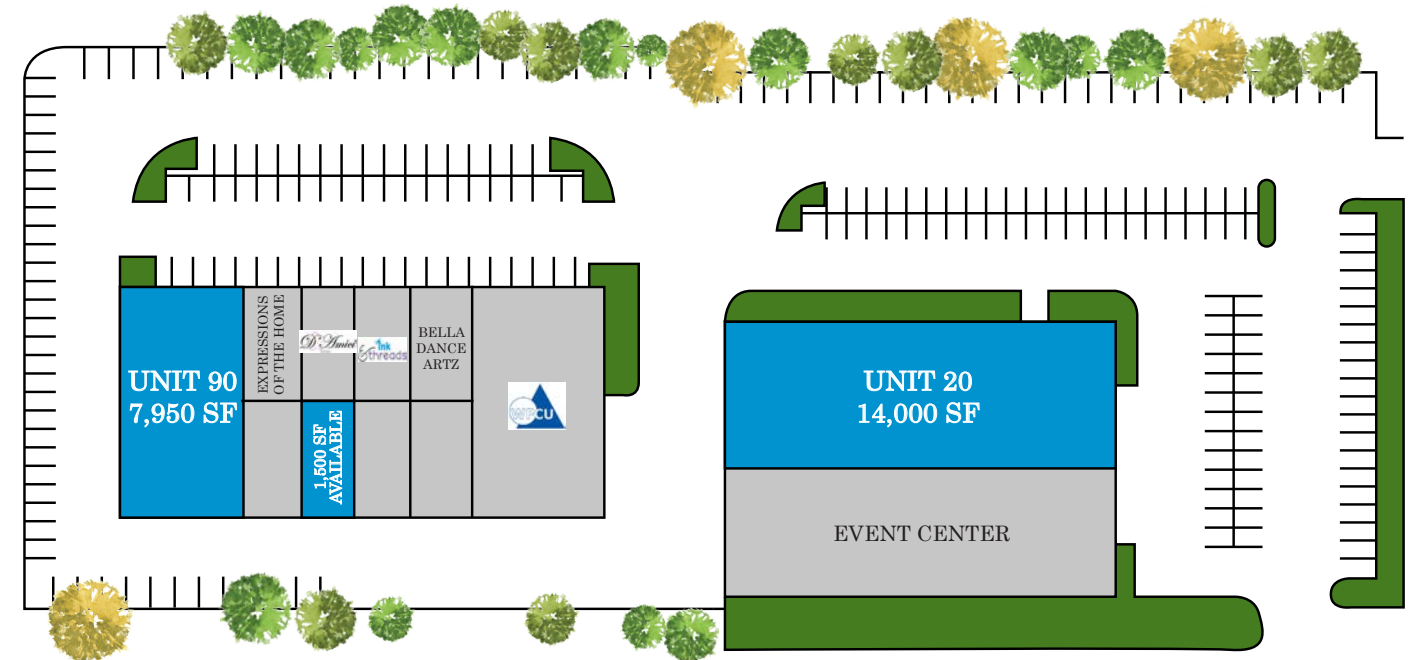 UNIT 90
7,950 SF
EXPRESSIONS
OF THE HOME
D'Amici
ink
&threads
BELLA
DANCE
ARTZ
WPCU
1,500 SF
AVAILABLE
UNIT 20
14,000 SF
EVENT CENTER